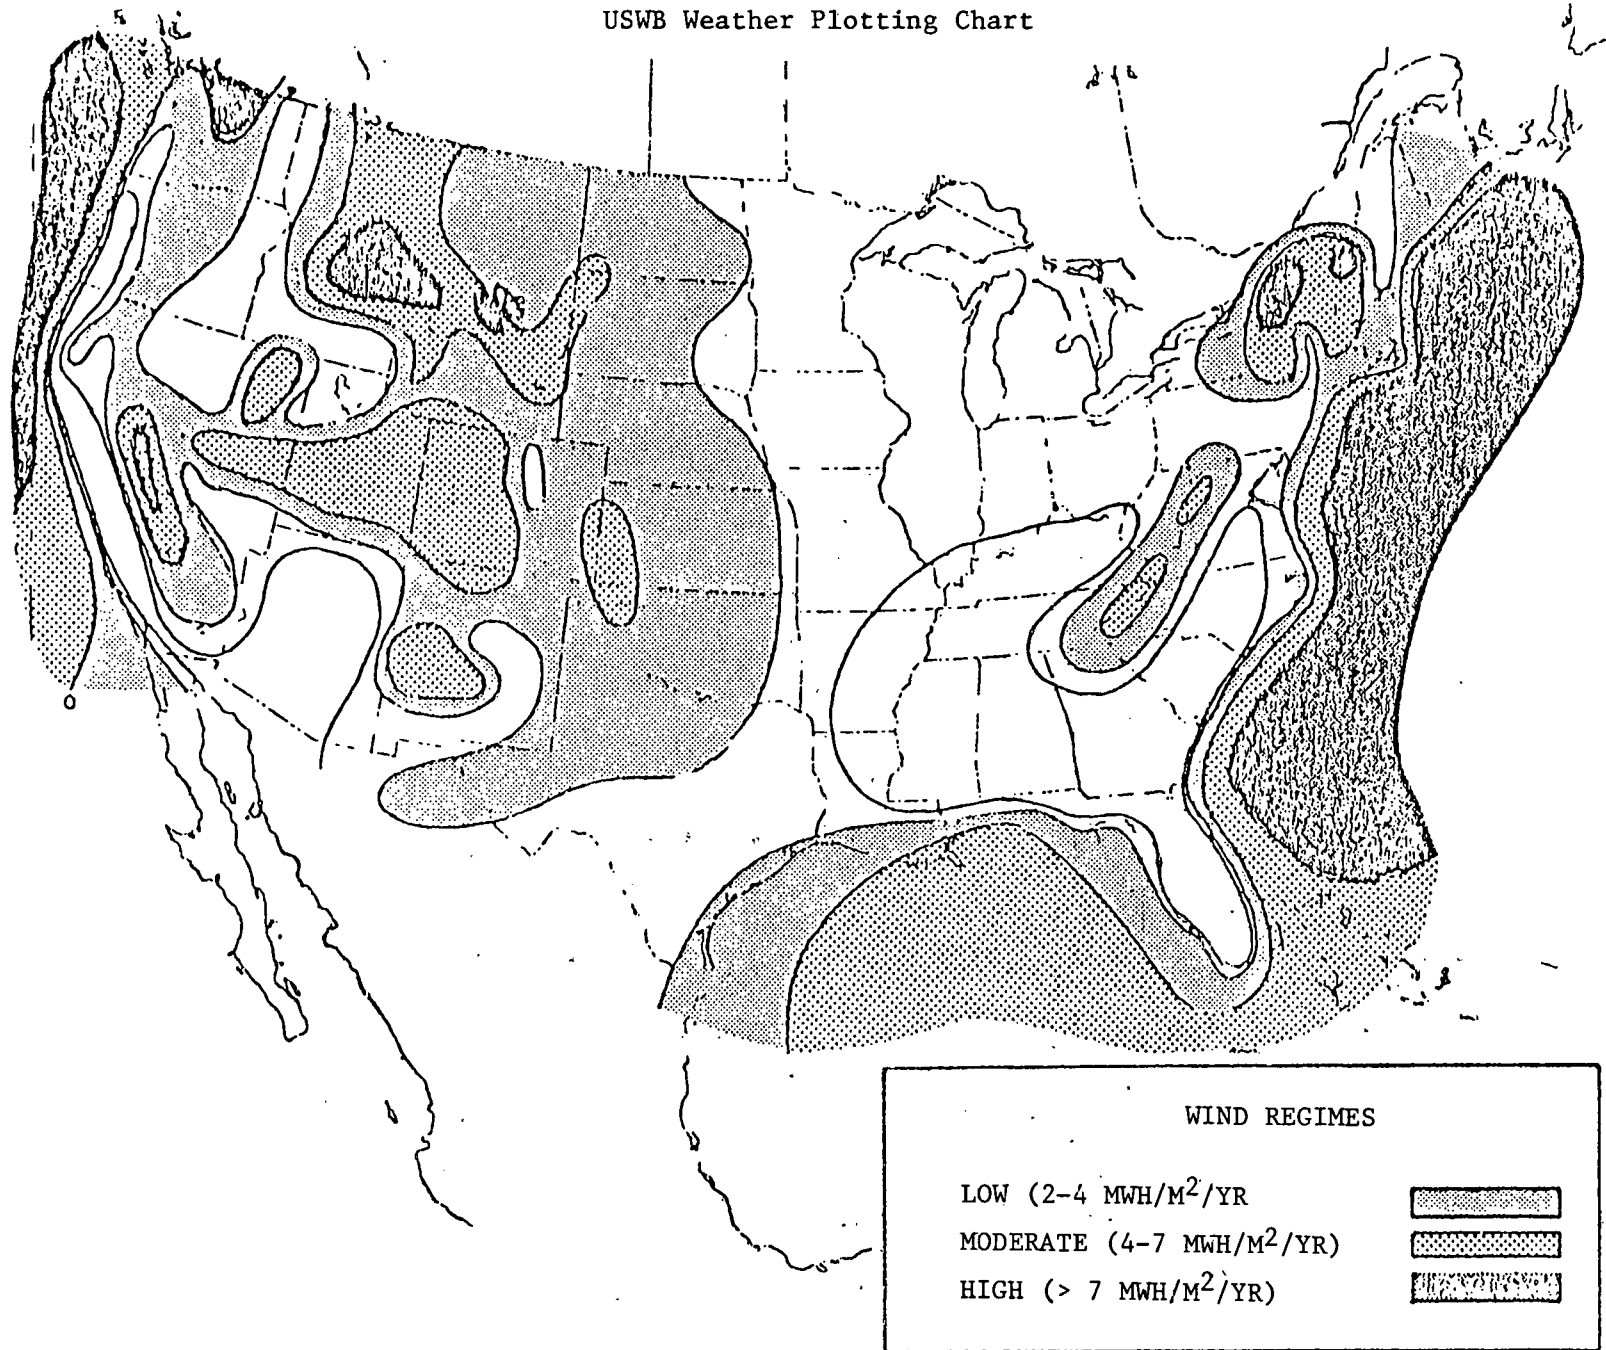 USWB Weather Plotting Chart
WIND REGIMES
LOW (2-4 MWH/M²/YR
MODERATE (4-7 MWH/M²/YR)
HIGH (> 7 MWH/M²/YR)